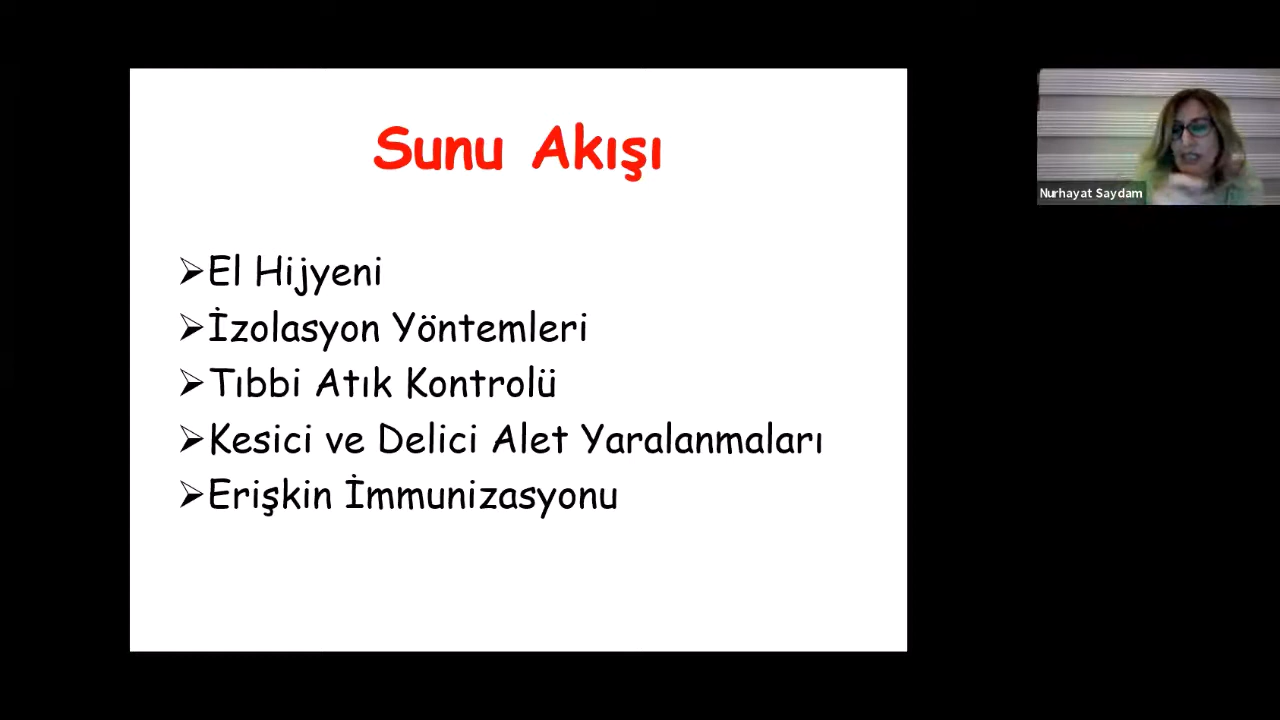 Sunu Akışı
El Hijyeni
İzolasyon Yöntemleri
Tıbbi Atık Kontrolü
Kesici ve Delici Alet Yaralanmaları
Erişkin İmmunizasyonu
Nurhayat Saydam